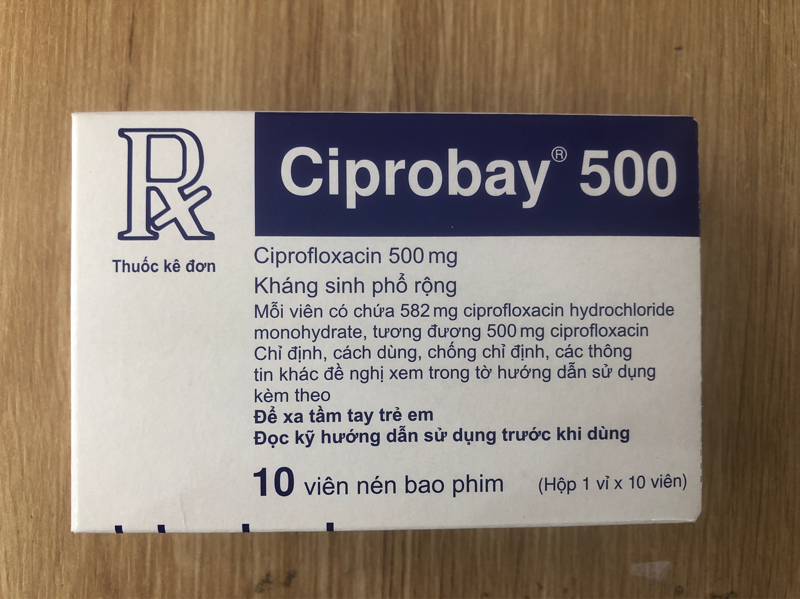 Rx
Thuốc kê đơn
Ciprobay® 500
Ciprofloxacin 500 mg
Kháng sinh phổ rộng
Mỗi viên có chứa 582 mg ciprofloxacin hydrochloride
monohydrate, tương đương 500 mg ciprofloxacin
Chỉ định, cách dùng, chống chỉ định, các thông
tin khác đề nghị xem trong tờ hướng dẫn sử dụng
kèm theo
Để xa tầm tay trẻ em
Đọc kỹ hướng dẫn sử dụng trước khi dùng
10 viên nén bao phim (Hộp 1 vỉ x 10 viên)